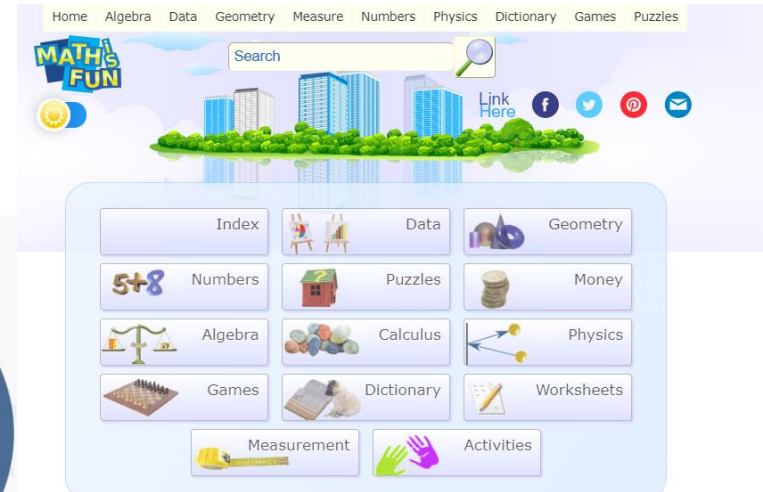 Home Algebra Data Geometry Measure Numbers Physics Dictionary Games Puzzles
MATHS
IS
FUN
Search
Link
Here
Index
Data
Geometry
5+8
Numbers
?
Puzzles
Money
Algebra
Calculus
Physics
Games
Dictionary
Worksheets
Measurement
Activities